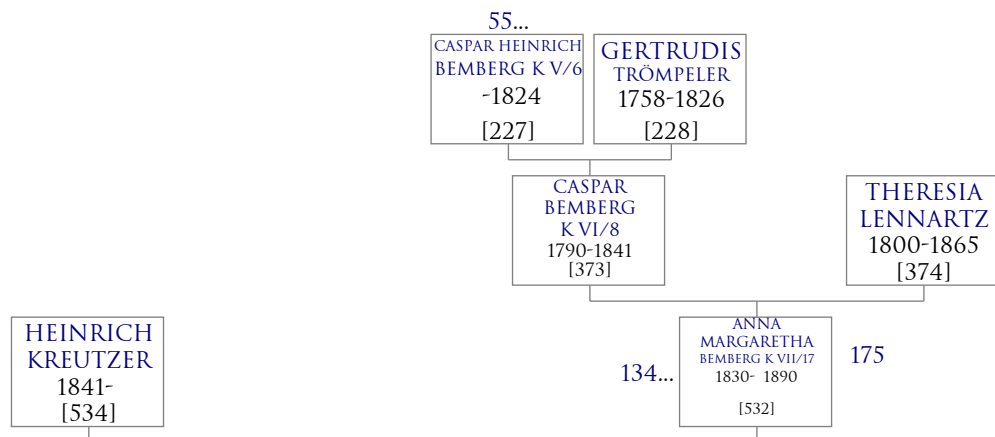 55...
CASPAR HEINRICH
BEMBERG K V/6
-1824
[227]
GERTRUDIS
TRÖMPELER
1758-1826
[228]
CASPAR
BEMBERG
K VI/8
1790-1841
[373]
THERESIA
LENNARTZ
1800-1865
[374]
HEINRICH
KREUTZER
1841-
[534]
134...
ANNA
MARGARETHA
BEMBERG K VII/17
1830- 1890
[532]
175